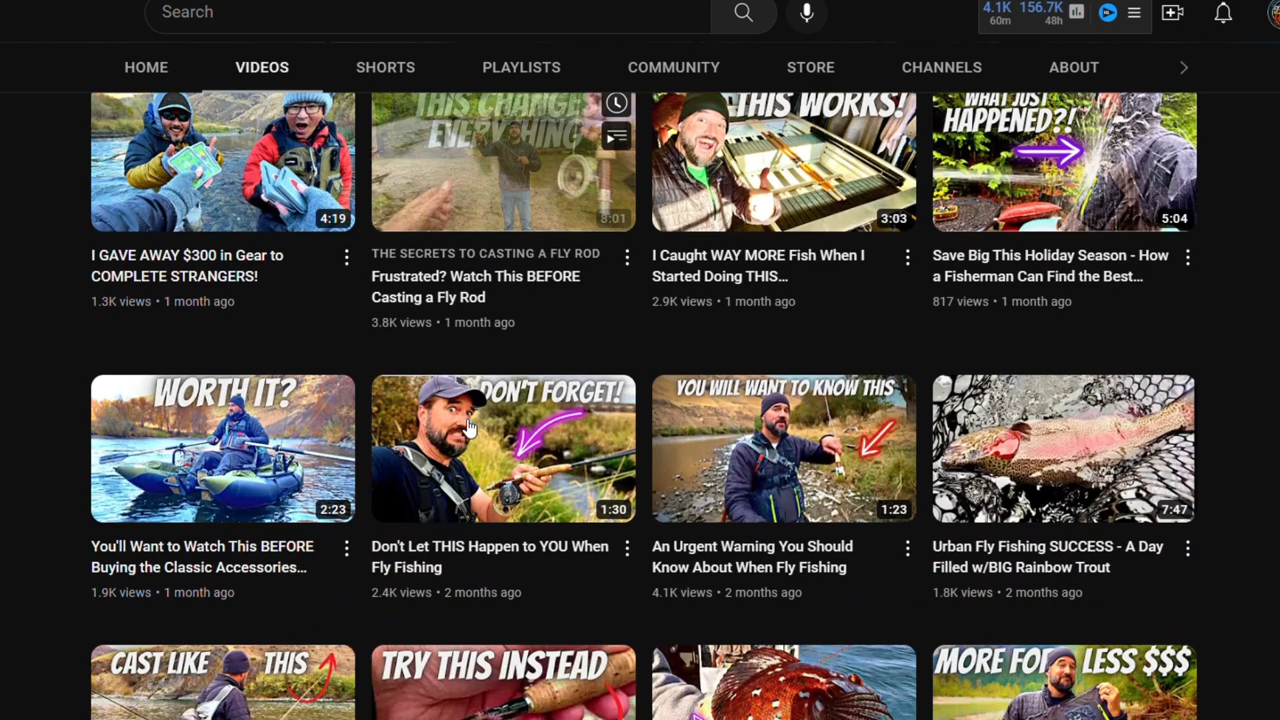 Search
4.1K 156.7K
60m 48h
HOME VIDEOS SHORTS PLAYLISTS COMMUNITY STORE CHANNELS ABOUT
THIS CHANGE
EVERYTHING
THIS WORKS!
WHAT JUST
HAPPENED?!
4:19
8:01
3:03
5:04
I GAVE AWAY $300 in Gear to
COMPLETE STRANGERS!
1.3K views • 1 month ago
THE SECRETS TO CASTING A FLY ROD
Frustrated? Watch This BEFORE
Casting a Fly Rod
3.8K views • 1 month ago
I Caught WAY MORE Fish When I
Started Doing THIS...
2.9K views • 1 month ago
Save Big This Holiday Season - How
a Fisherman Can Find the Best...
817 views • 1 month ago
WORTH IT?
2:23
DON'T FORGET!
1:30
YOU WILL WANT TO KNOW THIS
1:23
7:47
You'll Want to Watch This BEFORE
Buying the Classic Accessories...
1.9K views • 1 month ago
Don't Let THIS Happen to YOU When
Fly Fishing
2.4K views • 2 months ago
An Urgent Warning You Should
Know About When Fly Fishing
4.1K views • 2 months ago
Urban Fly Fishing SUCCESS - A Day
Filled w/BIG Rainbow Trout
1.8K views • 2 months ago
CAST LIKE THIS
TRY THIS INSTEAD
MORE FOR LESS $$$